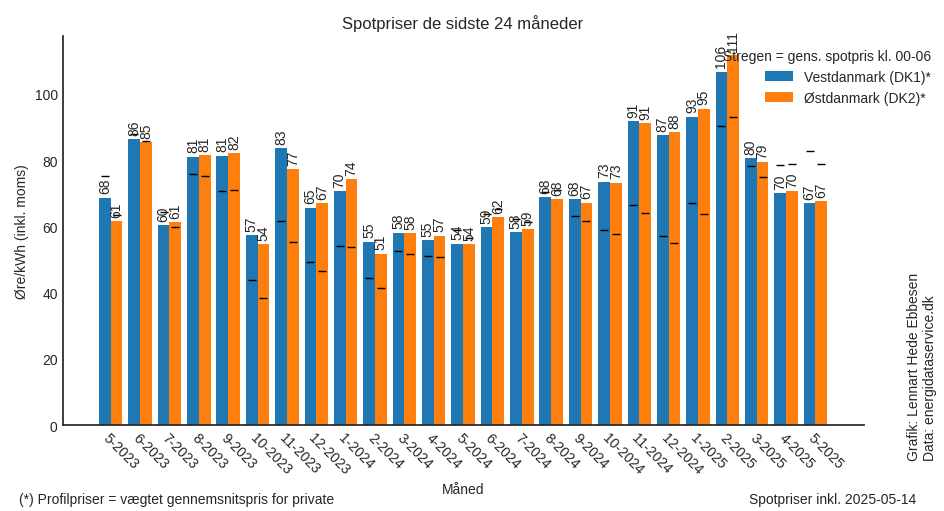 Spotpriser de sidste 24 måneder
Stregen = gens. spotpris kl. 00-06
Vestdanmark (DK1)*
Østdanmark (DK2)*
Øre/kWh (inkl. moms)
100
80
60
40
20
0
68 61 86 85 60 61 81 81 81 82 57 54 83 77 65 67 70 74 55 51 58 58 55 57 54 54 59 62 58 59 68 68 68 67 73 73 91 91 87 88 93 95 106 111 80 79 70 70 67 67
5-2023 6-2023 7-2023 8-2023 9-2023 10-2023 11-2023 12-2023 1-2024 2-2024 3-2024 4-2024 5-2024 6-2024 7-2024 8-2024 9-2024 10-2024 11-2024 12-2024 1-2025 2-2025 3-2025 4-2025 5-2025
Måned
(*) Profilpriser = vægtet gennemsnitspris for private
Spotpriser inkl. 2025-05-14
Grafik: Lennart Hede Ebbesen
Data: energidataservice.dk